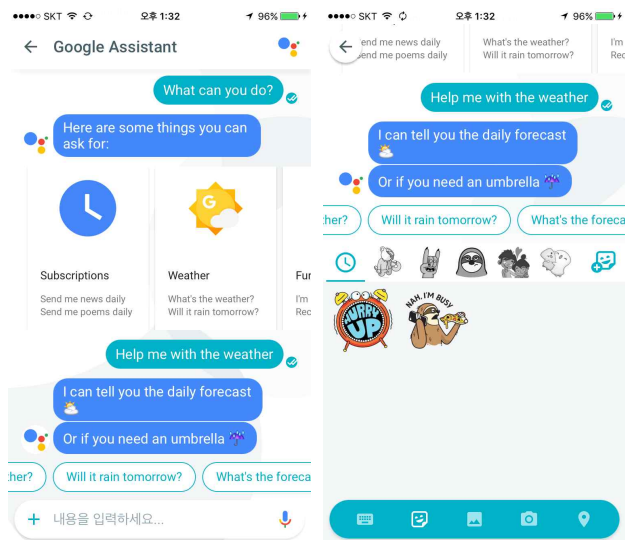 ●●●●○ SKT 오후 1:32 96%
Google Assistant
What can you do?
Here are some things you can
ask for:
Subscriptions
Send me news daily
Send me poems daily
Weather
What's the weather?
Will it rain tomorrow?
Fur
I'm
Rec
Help me with the weather
I can tell you the daily forecast
Or if you need an umbrella
her?
Will it rain tomorrow?
What's the foreca
내용을 입력하세요...
●●●●○ SKT 오후 1:32 96%
end me news daily
end me poems daily
What's the weather?
Will it rain tomorrow?
I'm
Rec
Help me with the weather
I can tell you the daily forecast
Or if you need an umbrella
her?
Will it rain tomorrow?
What's the foreca
HURRY
UP
NAH, I'M BUSY